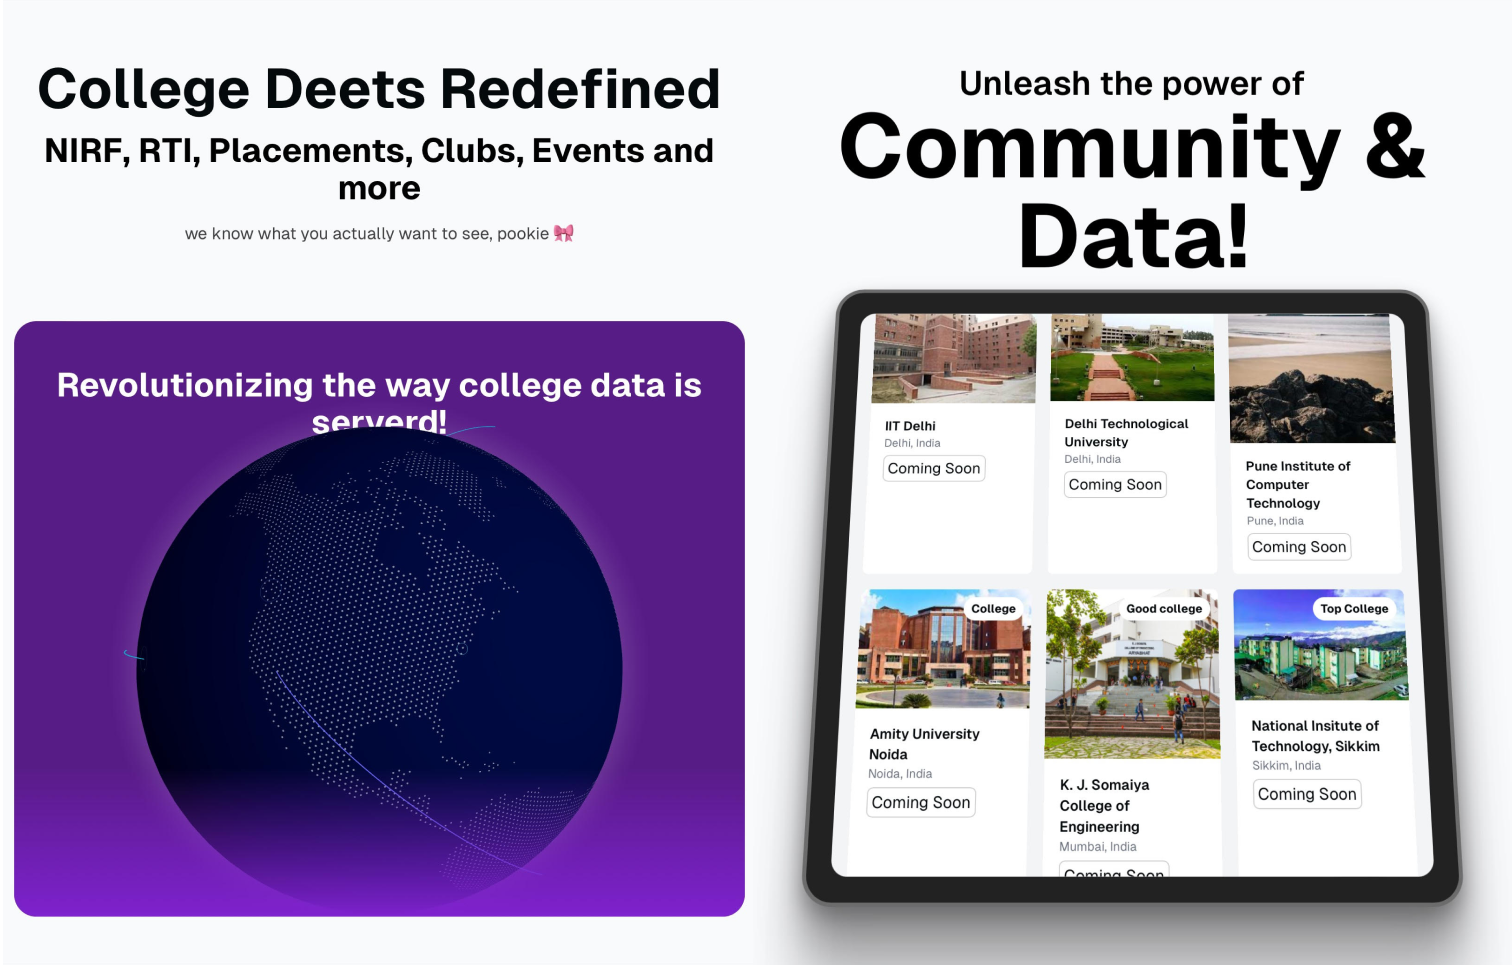 College Deets Redefined
NIRF, RTI, Placements, Clubs, Events and
more
we know what you actually want to see, pookie 🎀
Revolutionizing the way college data is
serverd!
Unleash the power of
Community &
Data!
IIT Delhi
Delhi, India
Coming Soon
Delhi Technological
University
Delhi, India
Coming Soon
Pune Institute of
Computer
Technology
Pune, India
Coming Soon
College
Amity University
Noida
Noida, India
Coming Soon
Good college
K. J. Somaiya
College of
Engineering
Mumbai, India
Coming Soon
Top College
National Insitute of
Technology, Sikkim
Sikkim, India
Coming Soon